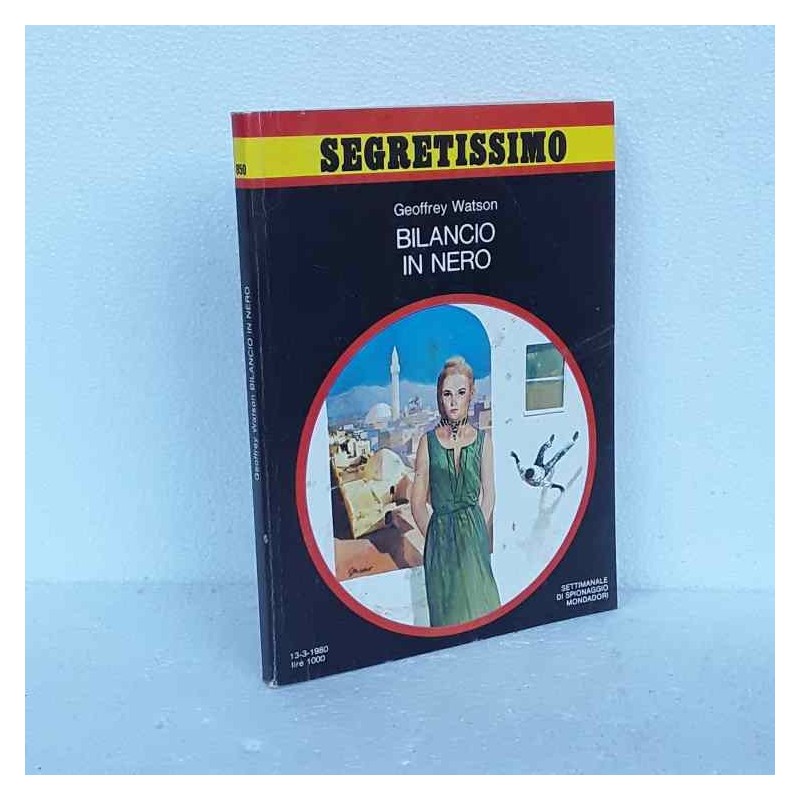 SEGRETISSIMO
Geoffrey Watson
BILANCIO
IN NERO
SETTIMANALE
DI SPIONAGGIO
MONDADORI
13-3-1980
lire 1000
850
Geoffrey Watson BILANCIO IN NERO